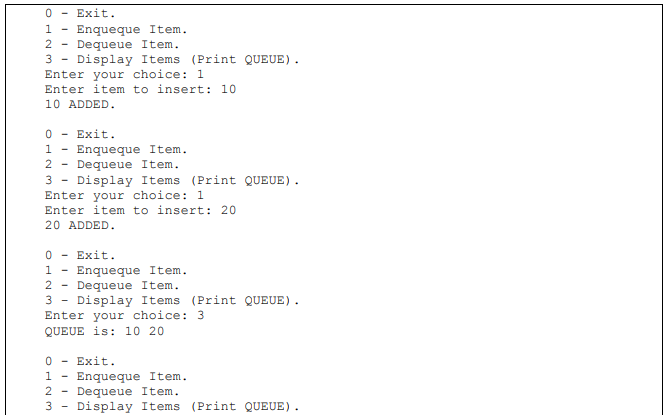 0 - Exit.
1 - Enqueque Item.
2 - Dequeue Item.
3 - Display Items (Print QUEUE).
Enter your choice: 1
Enter item to insert: 10
10 ADDED.
0 - Exit.
1 - Enqueque Item.
2 - Dequeue Item.
3 - Display Items (Print QUEUE).
Enter your choice: 1
Enter item to insert: 20
20 ADDED.
0 - Exit.
1 - Enqueque Item.
2 - Dequeue Item.
3 - Display Items (Print QUEUE).
Enter your choice: 3
QUEUE is: 10 20
0 - Exit.
1 - Enqueque Item.
2 - Dequeue Item.
3 - Display Items (Print QUEUE).